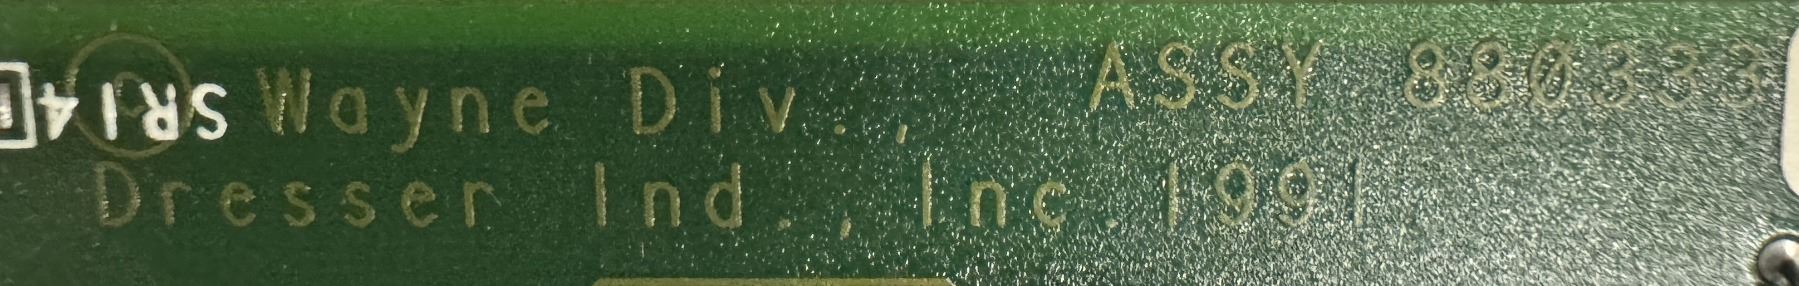 © Wayne Div., ASSY 880333
Dresser Ind., Inc. 1991
SR14